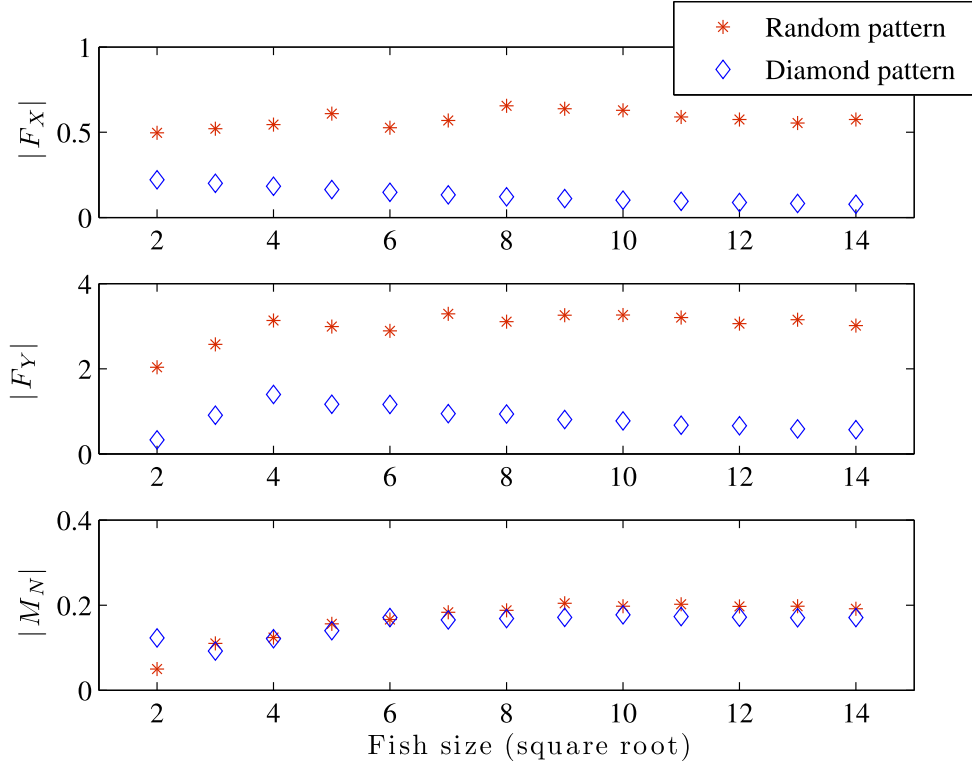 Random pattern
Diamond pattern
1
0.5
0
|F_X|
2 4 6 8 10 12 14
4
2
0
|F_Y|
2 4 6 8 10 12 14
0.4
0.2
0
|M_N|
2 4 6 8 10 12 14
Fish size (square root)